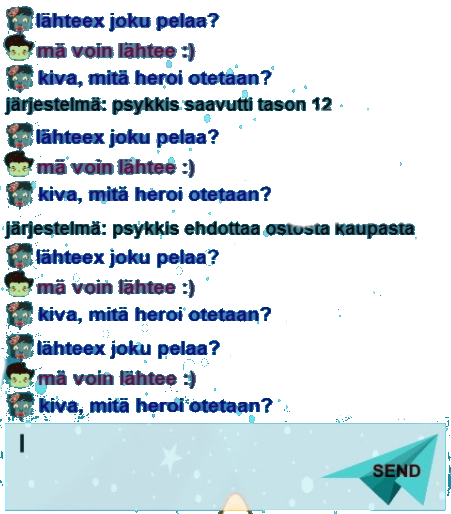 lähteex joku pelaa?
mä voin lähtee :)
kiva, mitä heroi otetaan?
järjestelmä: psykkis saavutti tason 12
lähteex joku pelaa?
mä voin lähtee :)
kiva, mitä heroi otetaan?
järjestelmä: psykkis ehdottaa ostosta kaupasta
lähteex joku pelaa?
mä voin lähtee :)
kiva, mitä heroi otetaan?
lähteex joku pelaa?
mä voin lähtee :)
kiva, mitä heroi otetaan?
SEND